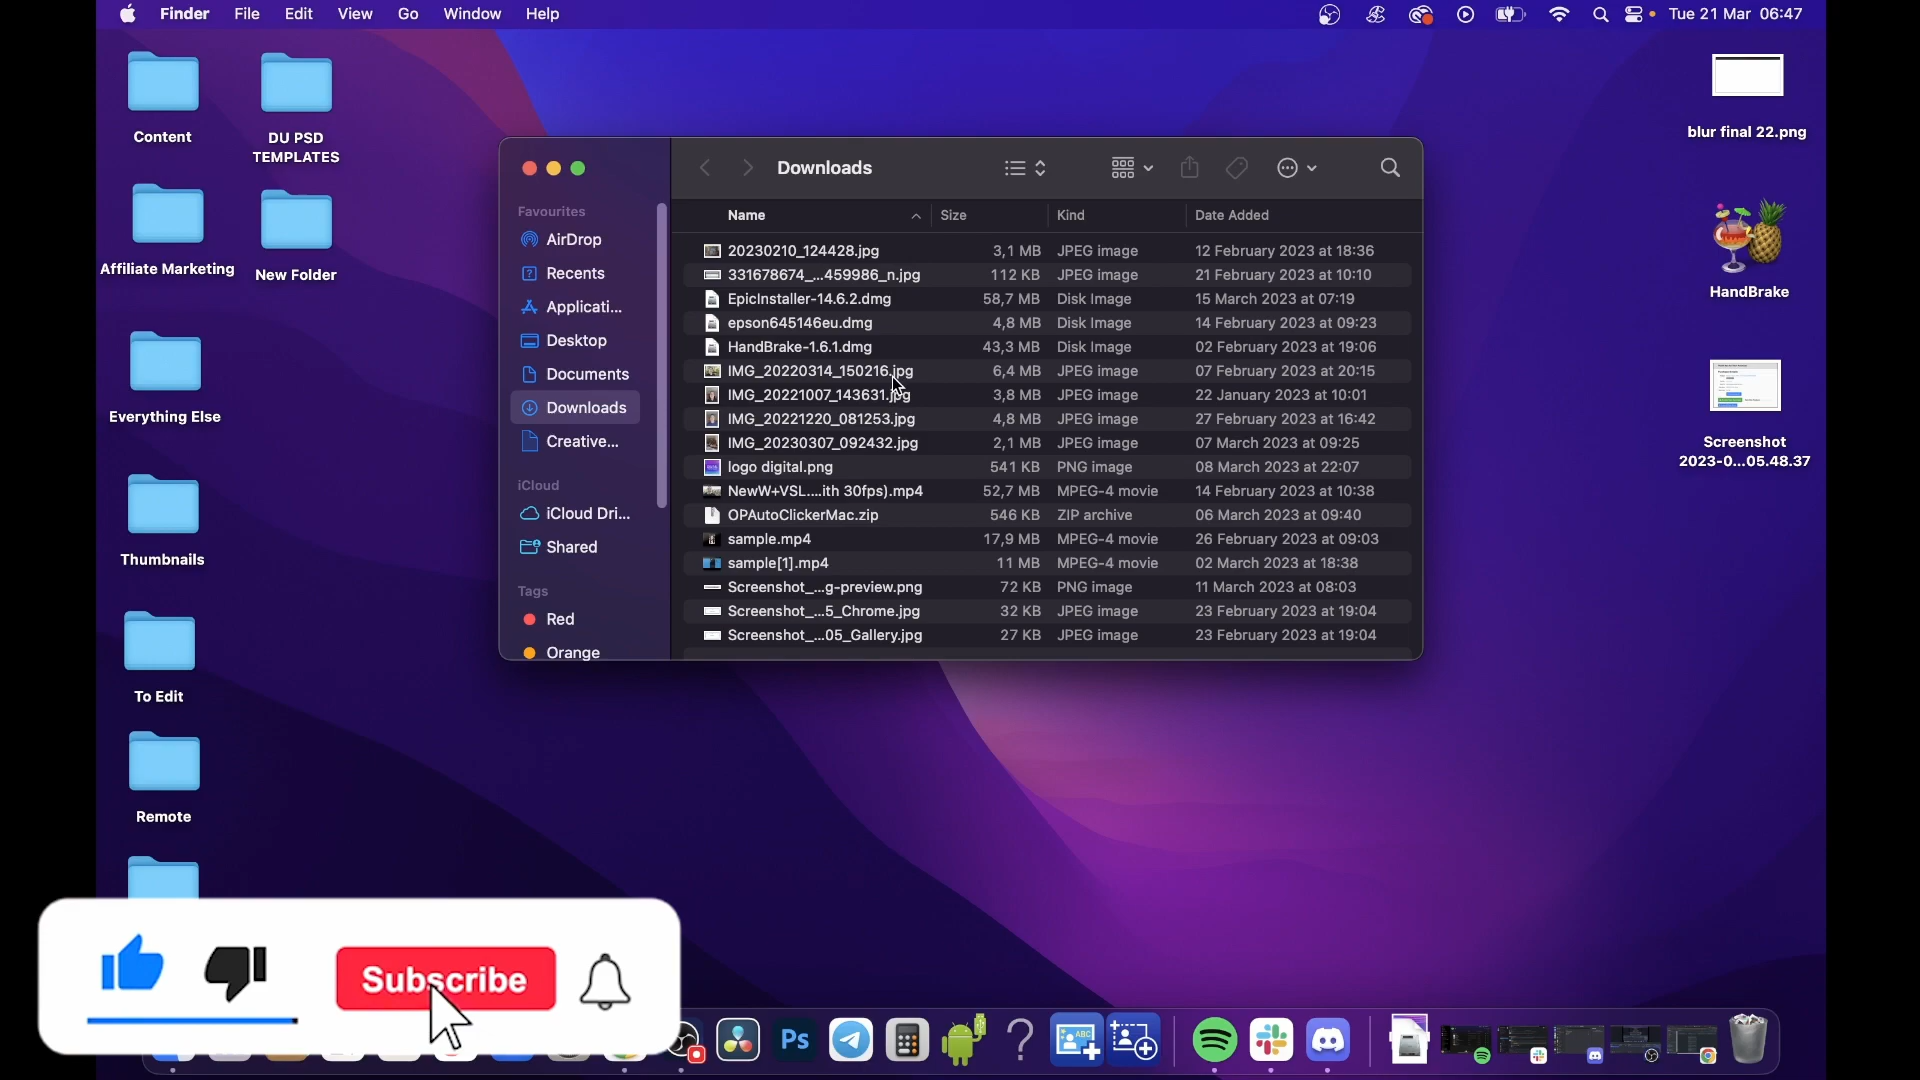 Finder File Edit View Go Window Help
Tue 21 Mar 06:47
Content
DU PSD
TEMPLATES
Affiliate Marketing
New Folder
Everything Else
Thumbnails
To Edit
Remote
Favourites
AirDrop
Recents
Applicati...
Desktop
Documents
Downloads
Creative...
iCloud
iCloud Dri...
Shared
Tags
Red
Orange
Downloads
Name Size Kind Date Added
20230210_124428.jpg 3,1 MB JPEG image 12 February 2023 at 18:36
331678674_...459986_n.jpg 112 KB JPEG image 21 February 2023 at 10:10
EpicInstaller-14.6.2.dmg 58,7 MB Disk Image 15 March 2023 at 07:19
epson645146eu.dmg 4,8 MB Disk Image 14 February 2023 at 09:23
HandBrake-1.6.1.dmg 43,3 MB Disk Image 02 February 2023 at 19:06
IMG_20220314_150216.jpg 6,4 MB JPEG image 07 February 2023 at 20:15
IMG_20221007_143631.jpg 3,8 MB JPEG image 22 January 2023 at 10:01
IMG_20221220_081253.jpg 4,8 MB JPEG image 27 February 2023 at 16:42
IMG_20230307_092432.jpg 2,1 MB JPEG image 07 March 2023 at 09:25
logo digital.png 541 KB PNG image 08 March 2023 at 22:07
NewW+VSL....ith 30fps).mp4 52,7 MB MPEG-4 movie 14 February 2023 at 10:38
OPAutoClickerMac.zip 546 KB ZIP archive 06 March 2023 at 09:40
sample.mp4 17,9 MB MPEG-4 movie 26 February 2023 at 09:03
sample[1].mp4 11 MB MPEG-4 movie 02 March 2023 at 18:38
Screenshot_...g-preview.png 72 KB PNG image 11 March 2023 at 08:03
Screenshot_...5_Chrome.jpg 32 KB JPEG image 23 February 2023 at 19:04
Screenshot_...05_Gallery.jpg 27 KB JPEG image 23 February 2023 at 19:04
blur final 22.png
HandBrake
Screenshot
2023-0...05.48.37
Subscribe
Ps
ABC